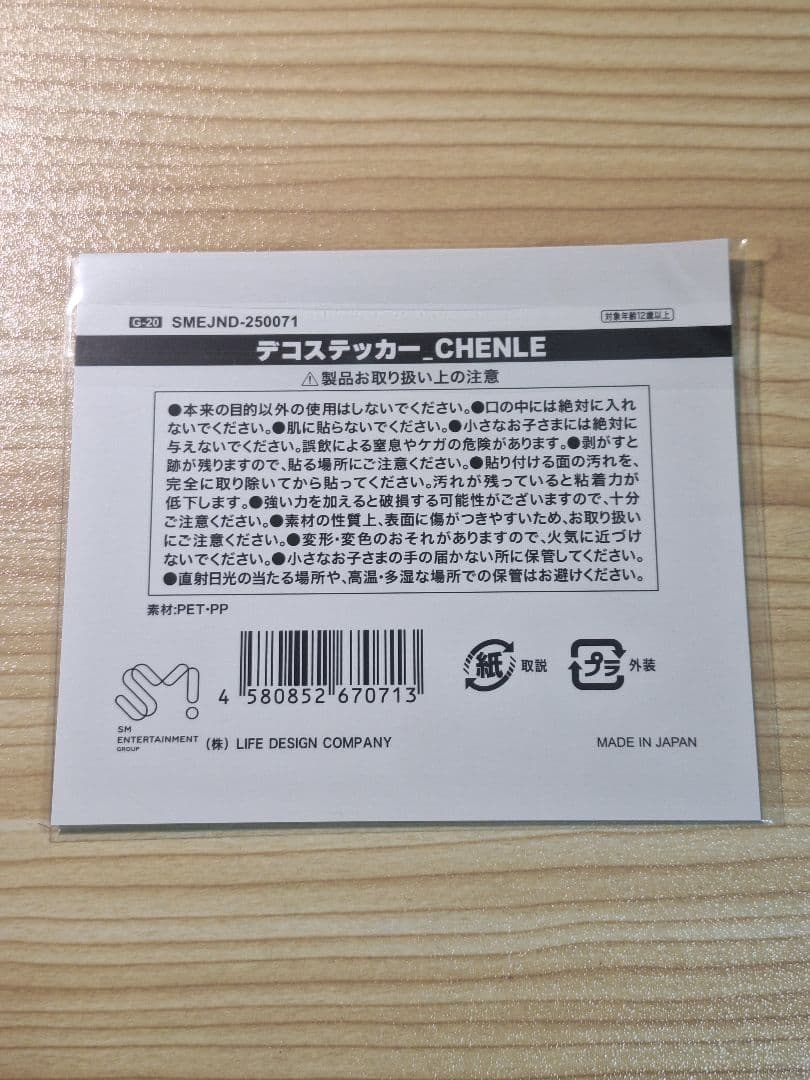 G-20 SMEJND-250071
対象年齢12歳以上
デコステッカー_CHENLE
⚠製品お取り扱い上の注意
●本来の目的以外の使用はしないでください。●口の中には絶対に入れ
ないでください。●肌に貼らないでください。●小さなお子さまには絶対に
与えないでください。誤飲による窒息やケガの危険があります。●剥がすと
跡が残りますので、貼る場所にご注意ください。●貼り付ける面の汚れを、
完全に取り除いてから貼ってください。汚れが残っていると粘着力が
低下します。●強い力を加えると破損する可能性がございますので、十分
ご注意ください。●素材の性質上、表面に傷がつきやすいため、お取り扱い
にご注意ください。●変形・変色のおそれがありますので、火気に近づけ
ないでください。●小さなお子さまの手の届かない所に保管してください。
●直射日光の当たる場所や、高温・多湿な場所での保管はお避けください。
素材:PET・PP
4 580852 670713
紙 取説
プラ 外装
SM!
SM
ENTERTAINMENT
GROUP
(株) LIFE DESIGN COMPANY
MADE IN JAPAN